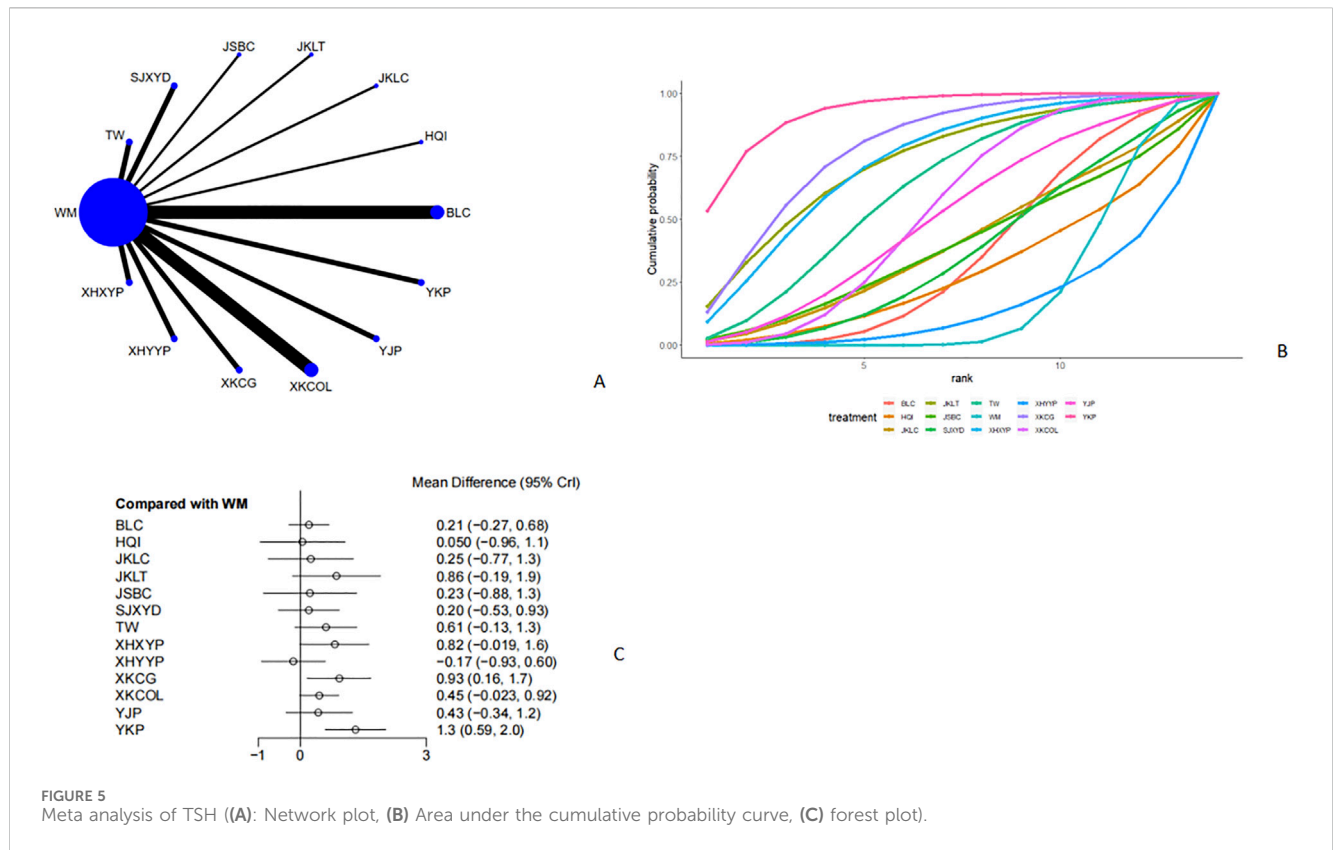 JSBC
JKLT
SJXYD
JKLC
TW
HQI
WM
BLC
XHXYP
YKP
XHYYP
YJP
XKCG
XKCOL
A
1.00
0.75
0.50
0.25
0.00
Cumulative probability
5
10
rank
B
treatment
BLC JKLT TW XHYYP YJP
HQI JSBC WM XKCG YKP
JKLC SJXYD XHXYP XKCOL
Mean Difference (95% CrI)
Compared with WM
BLC 0.21 (−0.27, 0.68)
HQI 0.050 (−0.96, 1.1)
JKLC 0.25 (−0.77, 1.3)
JKLT 0.86 (−0.19, 1.9)
JSBC 0.23 (−0.88, 1.3)
SJXYD 0.20 (−0.53, 0.93)
TW 0.61 (−0.13, 1.3)
XHXYP 0.82 (−0.019, 1.6)
XHYYP −0.17 (−0.93, 0.60)
XKCG 0.93 (0.16, 1.7)
XKCOL 0.45 (−0.023, 0.92)
YJP 0.43 (−0.34, 1.2)
YKP 1.3 (0.59, 2.0)
−1 0 3
C
FIGURE 5
Meta analysis of TSH ((A): Network plot, (B) Area under the cumulative probability curve, (C) forest plot).